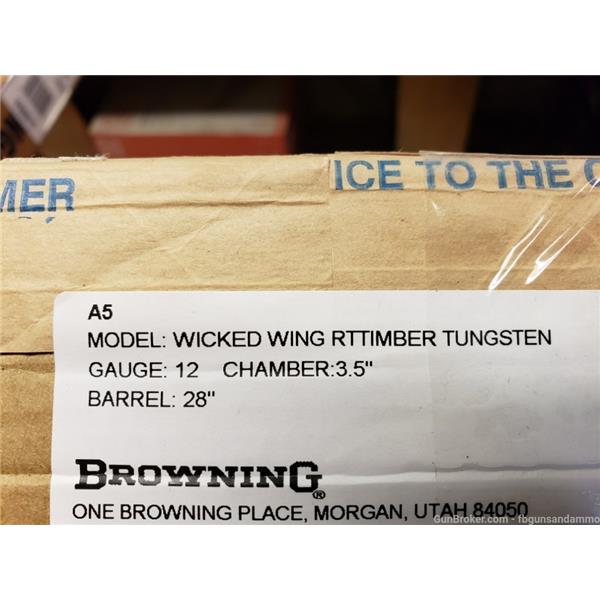 MER
ICE TO THE C
A5
MODEL: WICKED WING RTTIMBER TUNGSTEN
GAUGE: 12 CHAMBER:3.5"
BARREL: 28"
BROWNING®
ONE BROWNING PLACE, MORGAN, UTAH 84050
GunBroker.com - fbgunsandammo